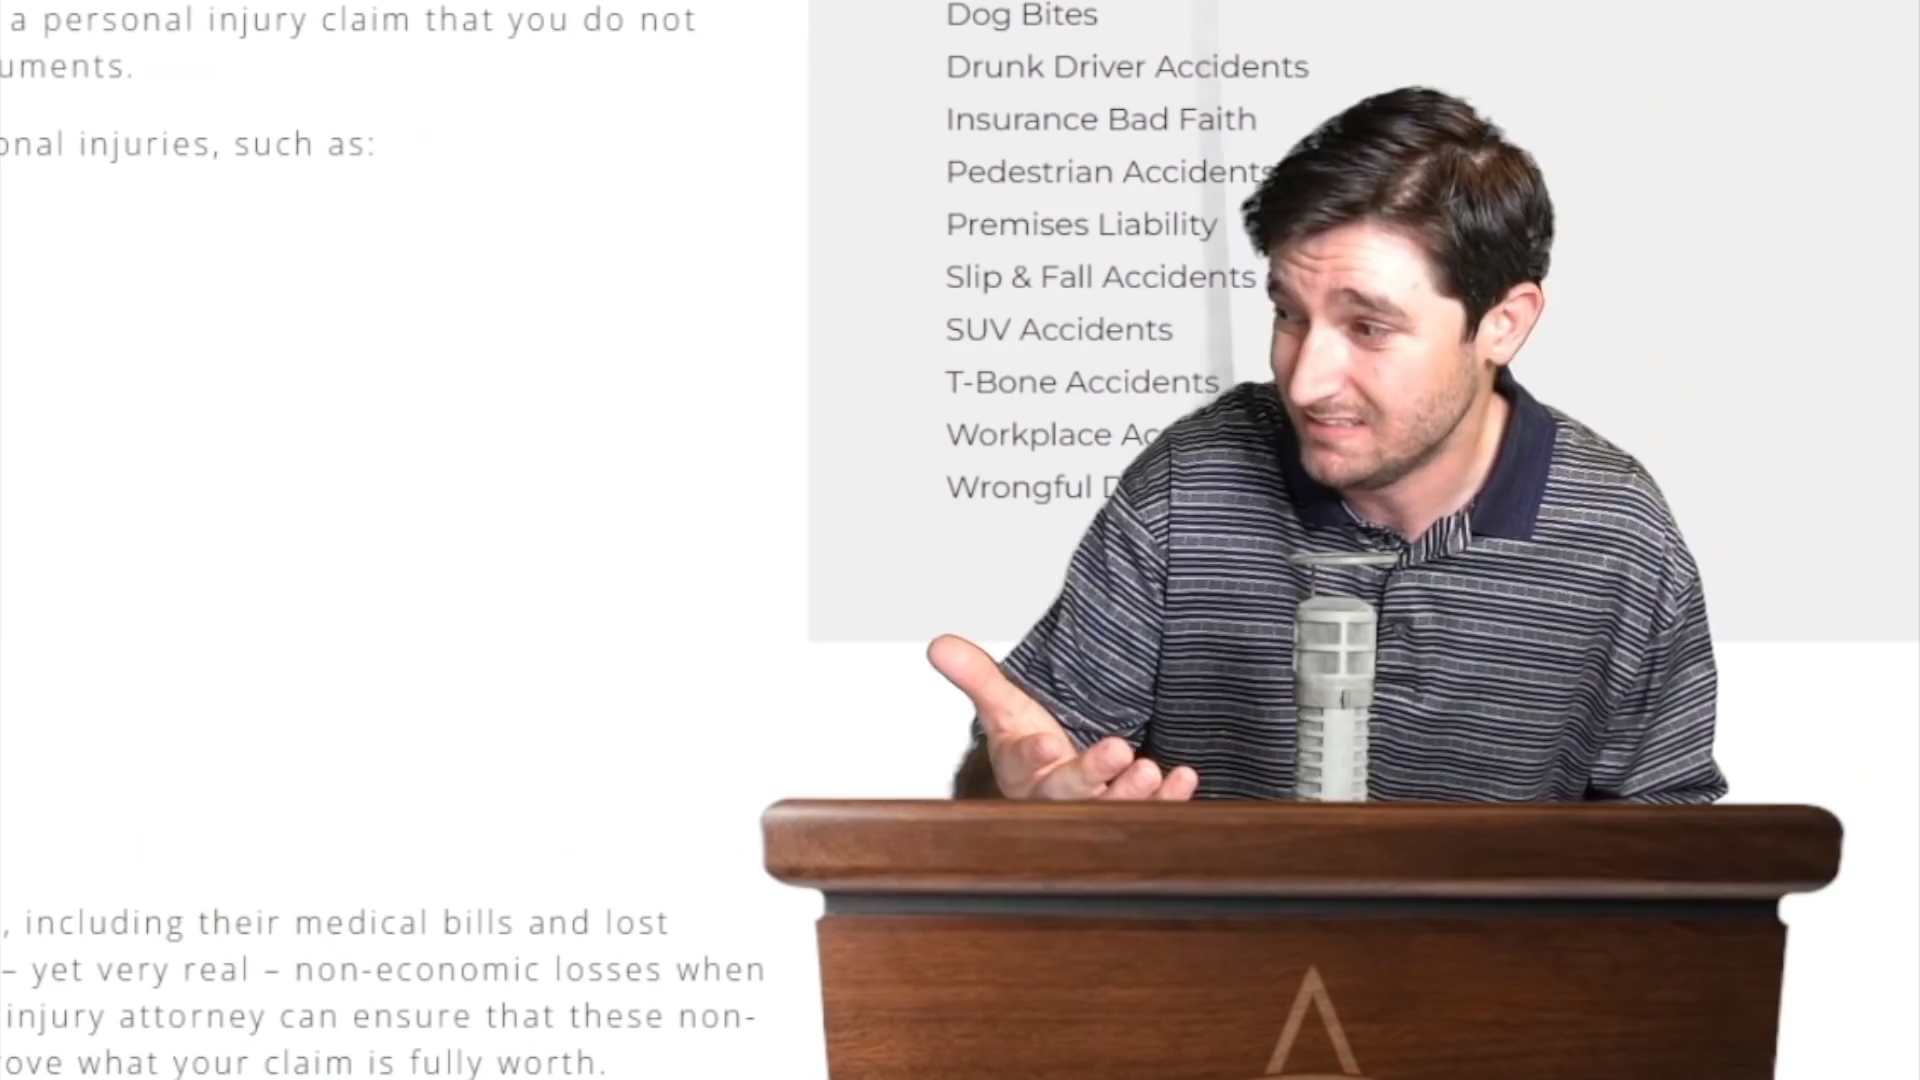 a personal injury claim that you do not
uments.
onal injuries, such as:
, including their medical bills and lost
– yet very real – non-economic losses when
injury attorney can ensure that these non-
ove what your claim is fully worth.
Dog Bites
Drunk Driver Accidents
Insurance Bad Faith
Pedestrian Accidents
Premises Liability
Slip & Fall Accidents
SUV Accidents
T-Bone Accidents
Workplace Ac
Wrongful D